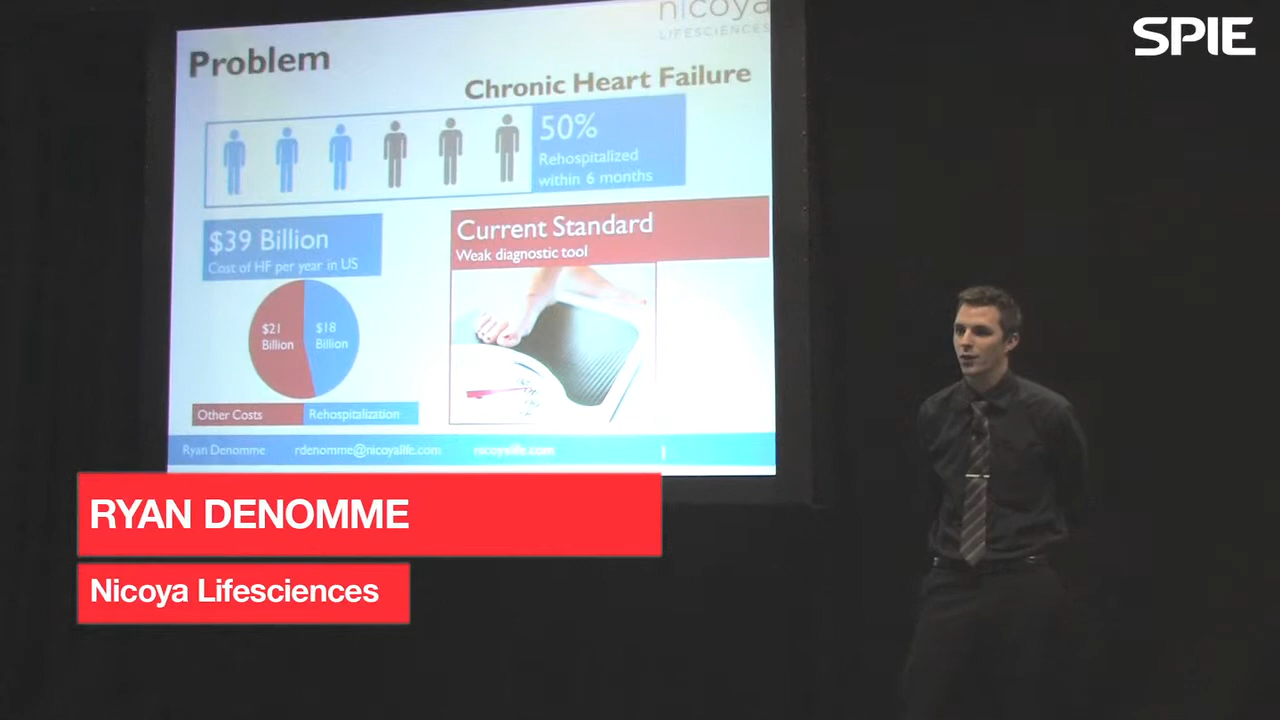 nicoya
LIFESCIENCES
SPIE
Problem
Chronic Heart Failure
50%
Rehospitalized
within 6 months
$39 Billion
Cost of HF per year in US
Current Standard
Weak diagnostic tool
$21
Billion
$18
Billion
Other Costs
Rehospitalization
Ryan Denomme
rdenomme@nicoyalife.com
nicoyalife.com
RYAN DENOMME
Nicoya Lifesciences